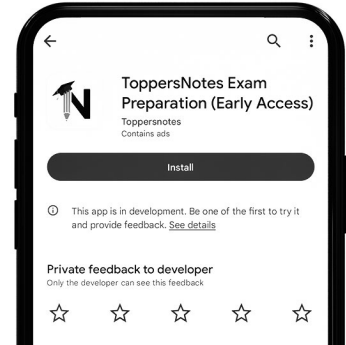 ToppersNotes Exam
Preparation (Early Access)
Toppersnotes
Contains ads
Install
This app is in development. Be one of the first to try it
and provide feedback. See details
Private feedback to developer
Only the developer can see this feedback